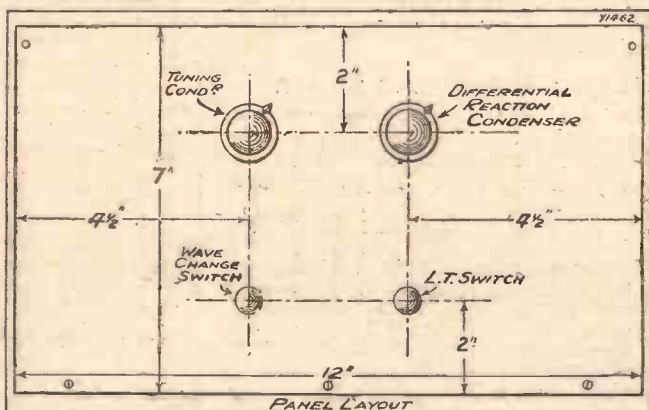 Y1462
TUNING
COND.R
2"
DIFFERENTIAL
REACTION
CONDENSER
7"
4½"
4½"
WAVE
CHANGE
SWITCH
L.T. SWITCH
2"
12"
PANEL LAYOUT